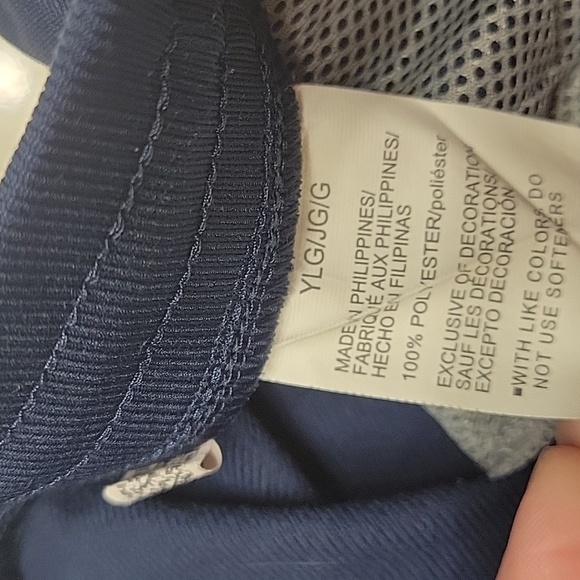 YLG/JG/G
MADE IN PHILIPPINES/
FABRIQUÉ AUX PHILIPPINES/
HECHO EN FILIPINAS
100% POLYESTER/poliéster
EXCLUSIVE OF DECORATION
SAUF LES DÉCORATIONS
EXCEPTO DECORACIÓN
■WITH LIKE COLORS. DO
NOT USE SOFTENERS